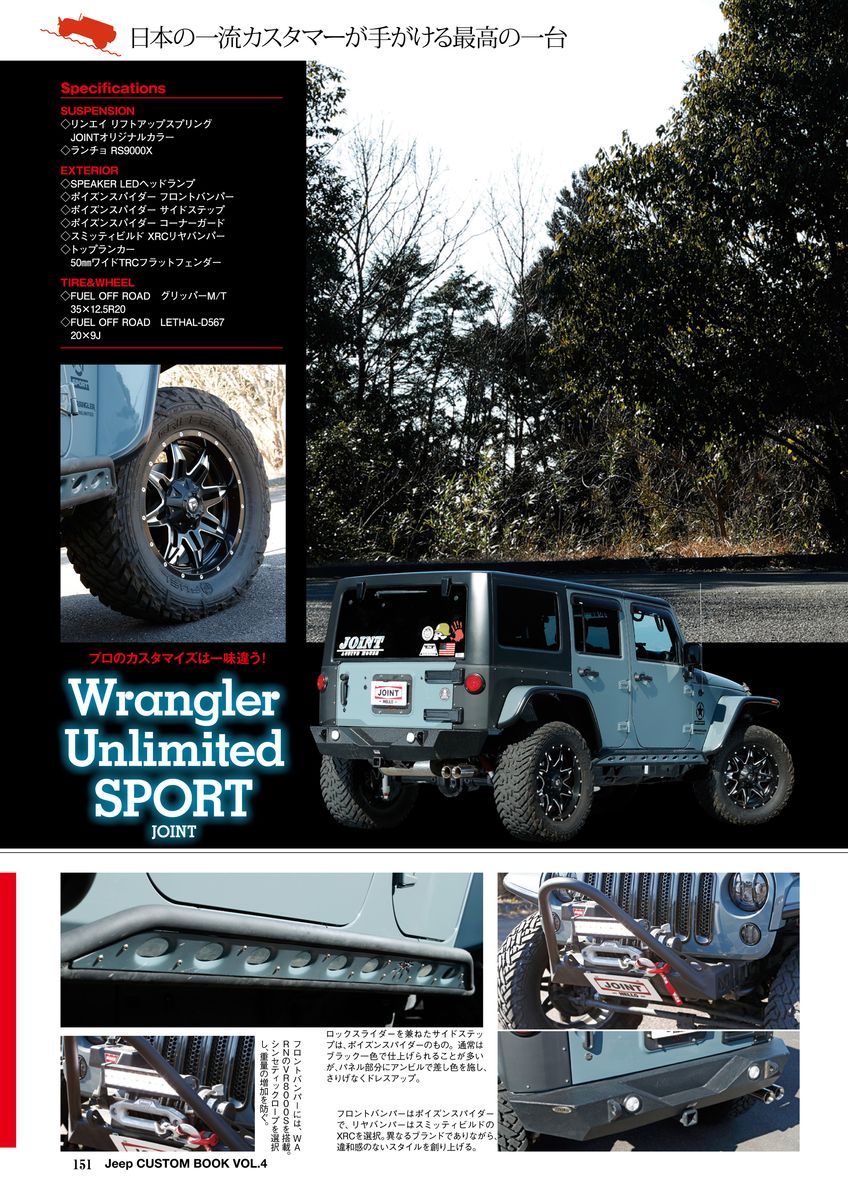 日本の一流カスタマーが手がける最高の一台
Specifications
SUSPENSION
◇リンエイ リフトアップスプリング
JOINTオリジナルカラー
◇ランチョ RS9000X
EXTERIOR
◇SPEAKER LEDヘッドランプ
◇ポイズンスパイダー フロントバンパー
◇ポイズンスパイダー サイドステップ
◇ポイズンスパイダー コーナーガード
◇スミッティビルド XRCリヤバンパー
◇トップランカー
50㎜ワイドTRCフラットフェンダー
TIRE&WHEEL
◇FUEL OFF ROAD　グリッパーM/T
35×12.5R20
◇FUEL OFF ROAD　LETHAL-D567
20×9J
SPORT
WRANGLER
UNLIMITED
FUEL
プロのカスタマイズは一味違う!
Wrangler
Unlimited
SPORT
JOINT
JOINT
JOINT
HELLO
WARN
JOINT
HELLO
フロントバンパーには、WA
RNのVR8000Sを搭載。
シンセティックロープを選択
し、重量の増加を防ぐ。
ロックスライダーを兼ねたサイドステッ
プは、ポイズンスパイダーのもの。通常は
ブラック一色で仕上げられることが多い
が、パネル部分にアンビルで差し色を施し、
さりげなくドレスアップ。
フロントバンパーはポイズンスパイダー
で、リヤバンパーはスミッティビルドの
XRCを選択。異なるブランドでありながら、
違和感のないスタイルを創り上げる。
151 Jeep CUSTOM BOOK VOL.4